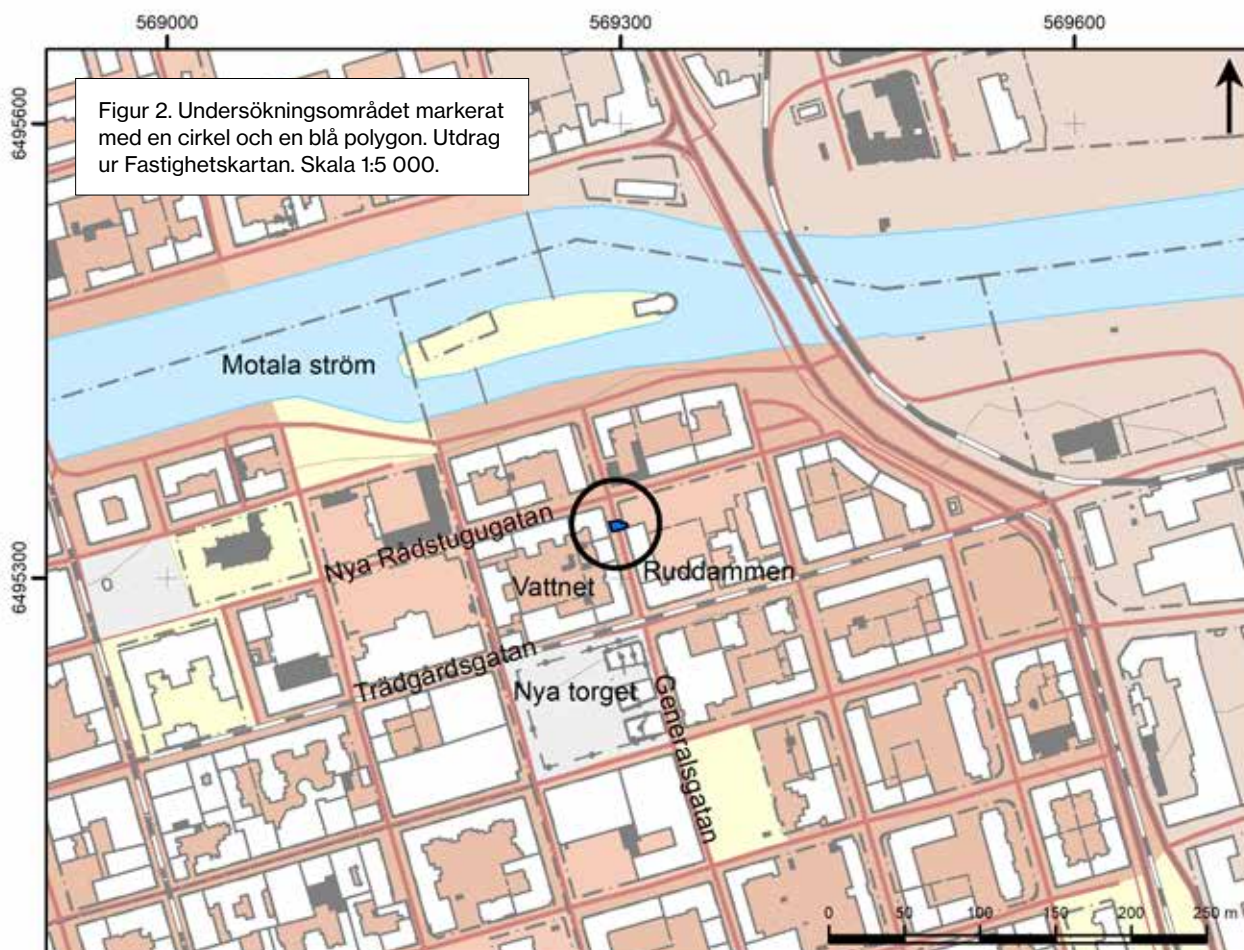 569000
569300
569600
6495600
6495300
Figur 2. Undersökningsområdet markerat
med en cirkel och en blå polygon. Utdrag
ur Fastighetskartan. Skala 1:5 000.
Motala ström
Nya Rådstugugatan
Vattnet
Ruddammen
Trädgårdsgatan
Nya torget
Generalsgatan
0 50 100 150 200 250 m